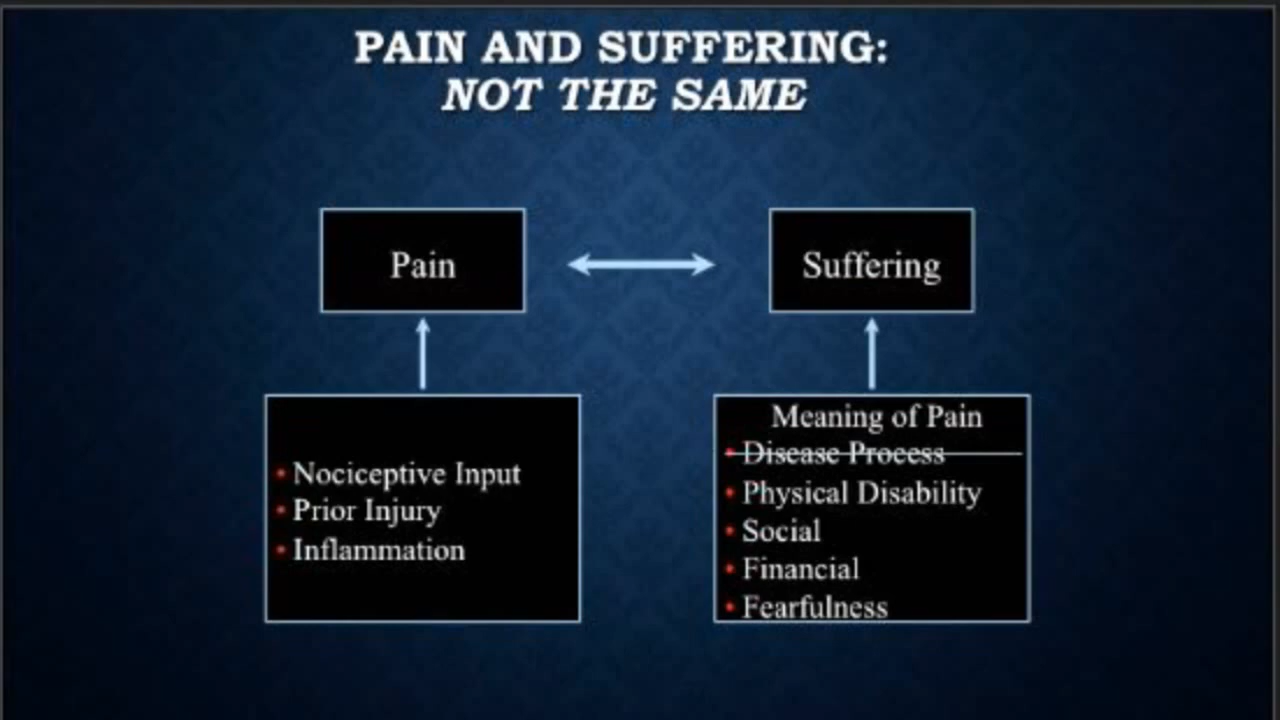 PAIN AND SUFFERING:
NOT THE SAME
Pain
Suffering
• Nociceptive Input
• Prior Injury
• Inflammation
Meaning of Pain
• Disease Process
• Physical Disability
• Social
• Financial
• Fearfulness